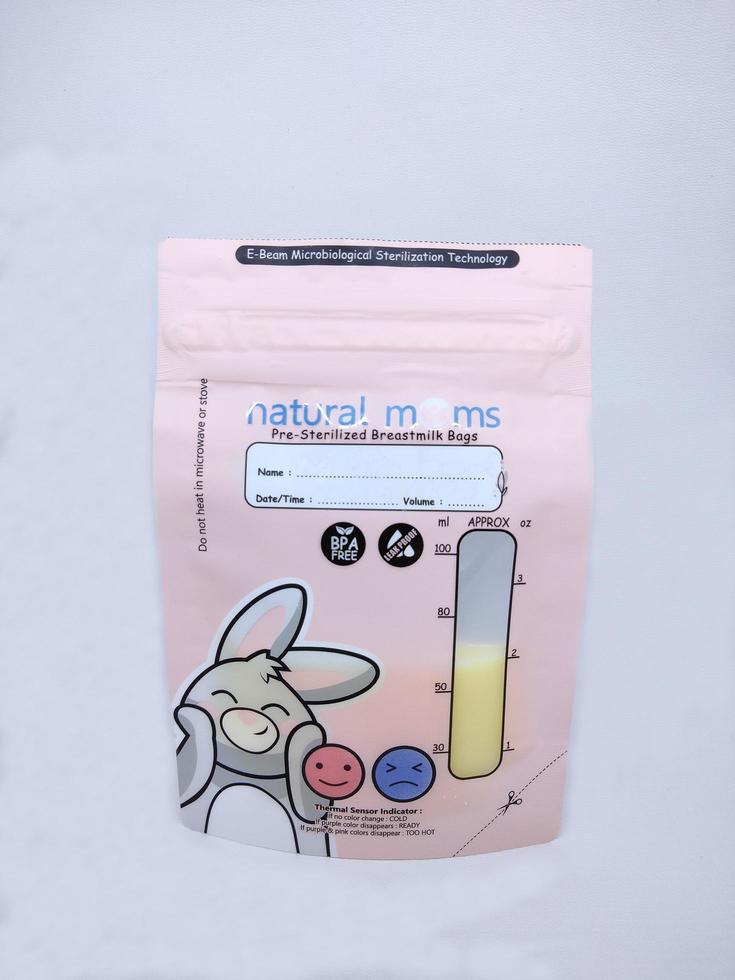 E-Beam Microbiological Sterilization Technology
Do not heat in microwave or stove
natural moms
Pre-Sterilized Breastmilk Bags
Name :
Date/Time : Volume :
BPA
FREE
LEAK PROOF
ml APPROX oz
100
3
80
2
50
30
1
Thermal Sensor Indicator :
If no color change : COLD
If purple color disappears : READY
If purple & pink colors disappear : TOO HOT